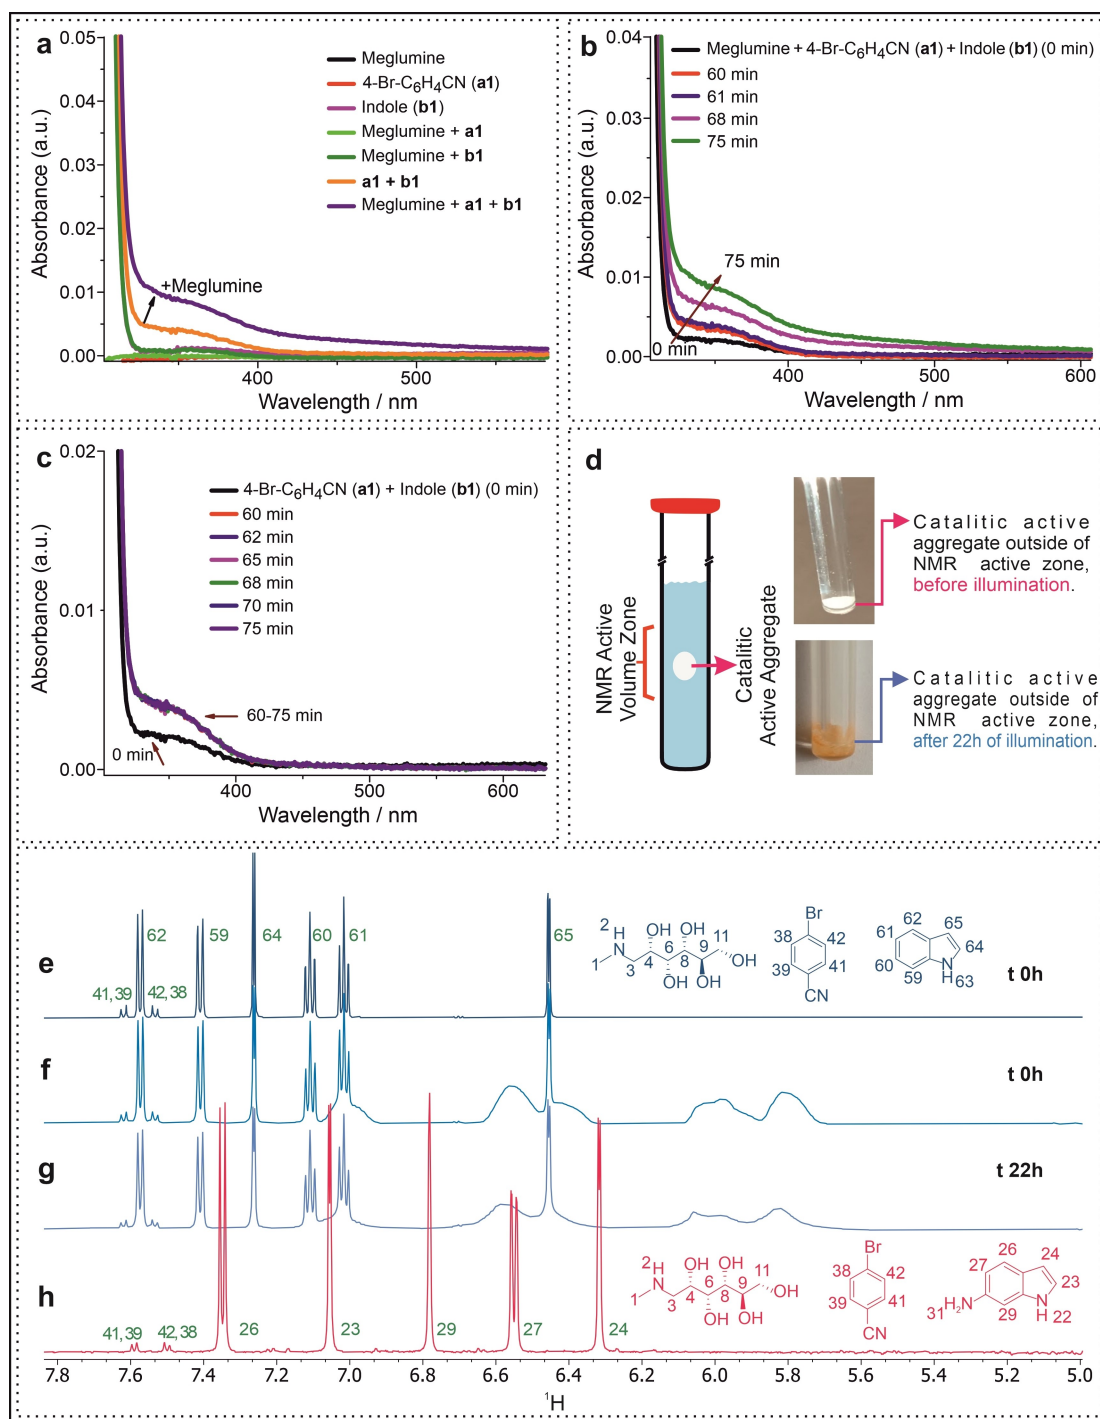 a
0.05
0.04
0.03
0.02
0.01
0.00
Absorbance (a.u.)
Meglumine
4-Br-C6H4CN (a1)
Indole (b1)
Meglumine + a1
Meglumine + b1
a1 + b1
Meglumine + a1 + b1
+Meglumine
400
500
Wavelength / nm
b
0.04
0.03
0.02
0.01
0.00
Absorbance (a.u.)
Meglumine + 4-Br-C6H4CN (a1) + Indole (b1) (0 min)
60 min
61 min
68 min
75 min
75 min
0 min
400
500
600
Wavelength / nm
c
0.02
0.01
0.00
Absorbance (a.u.)
4-Br-C6H4CN (a1) + Indole (b1) (0 min)
60 min
62 min
65 min
68 min
70 min
75 min
60-75 min
0 min
400
600
Wavelength / nm
d
NMR Active
Volume Zone
Catalitic
Active Aggregate
Catalitic active
aggregate outside of
NMR active zone,
before illumination.
Catalitic active
aggregate outside of
NMR active zone,
after 22h of illumination.
e
41,39
62
42,38
59
64
60
61
65
2
H
N
1
3
OH
4
OH
6
OH
8
OH
9
OH
11
OH
Br
38
42
39
41
CN
62
61
60
59
65
64
N
H
63
t 0h
f
t 0h
g
t 22h
h
41,39
42,38
26
23
29
27
24
2
H
N
1
3
OH
4
OH
6
OH
8
OH
9
OH
11
OH
Br
38
42
39
41
CN
26
27
24
23
31
H2N
29
N
H
22
7.8
7.6
7.4
7.2
7.0
6.8
6.6
6.4
6.2
6.0
5.8
5.6
5.4
5.2
5.0
1H